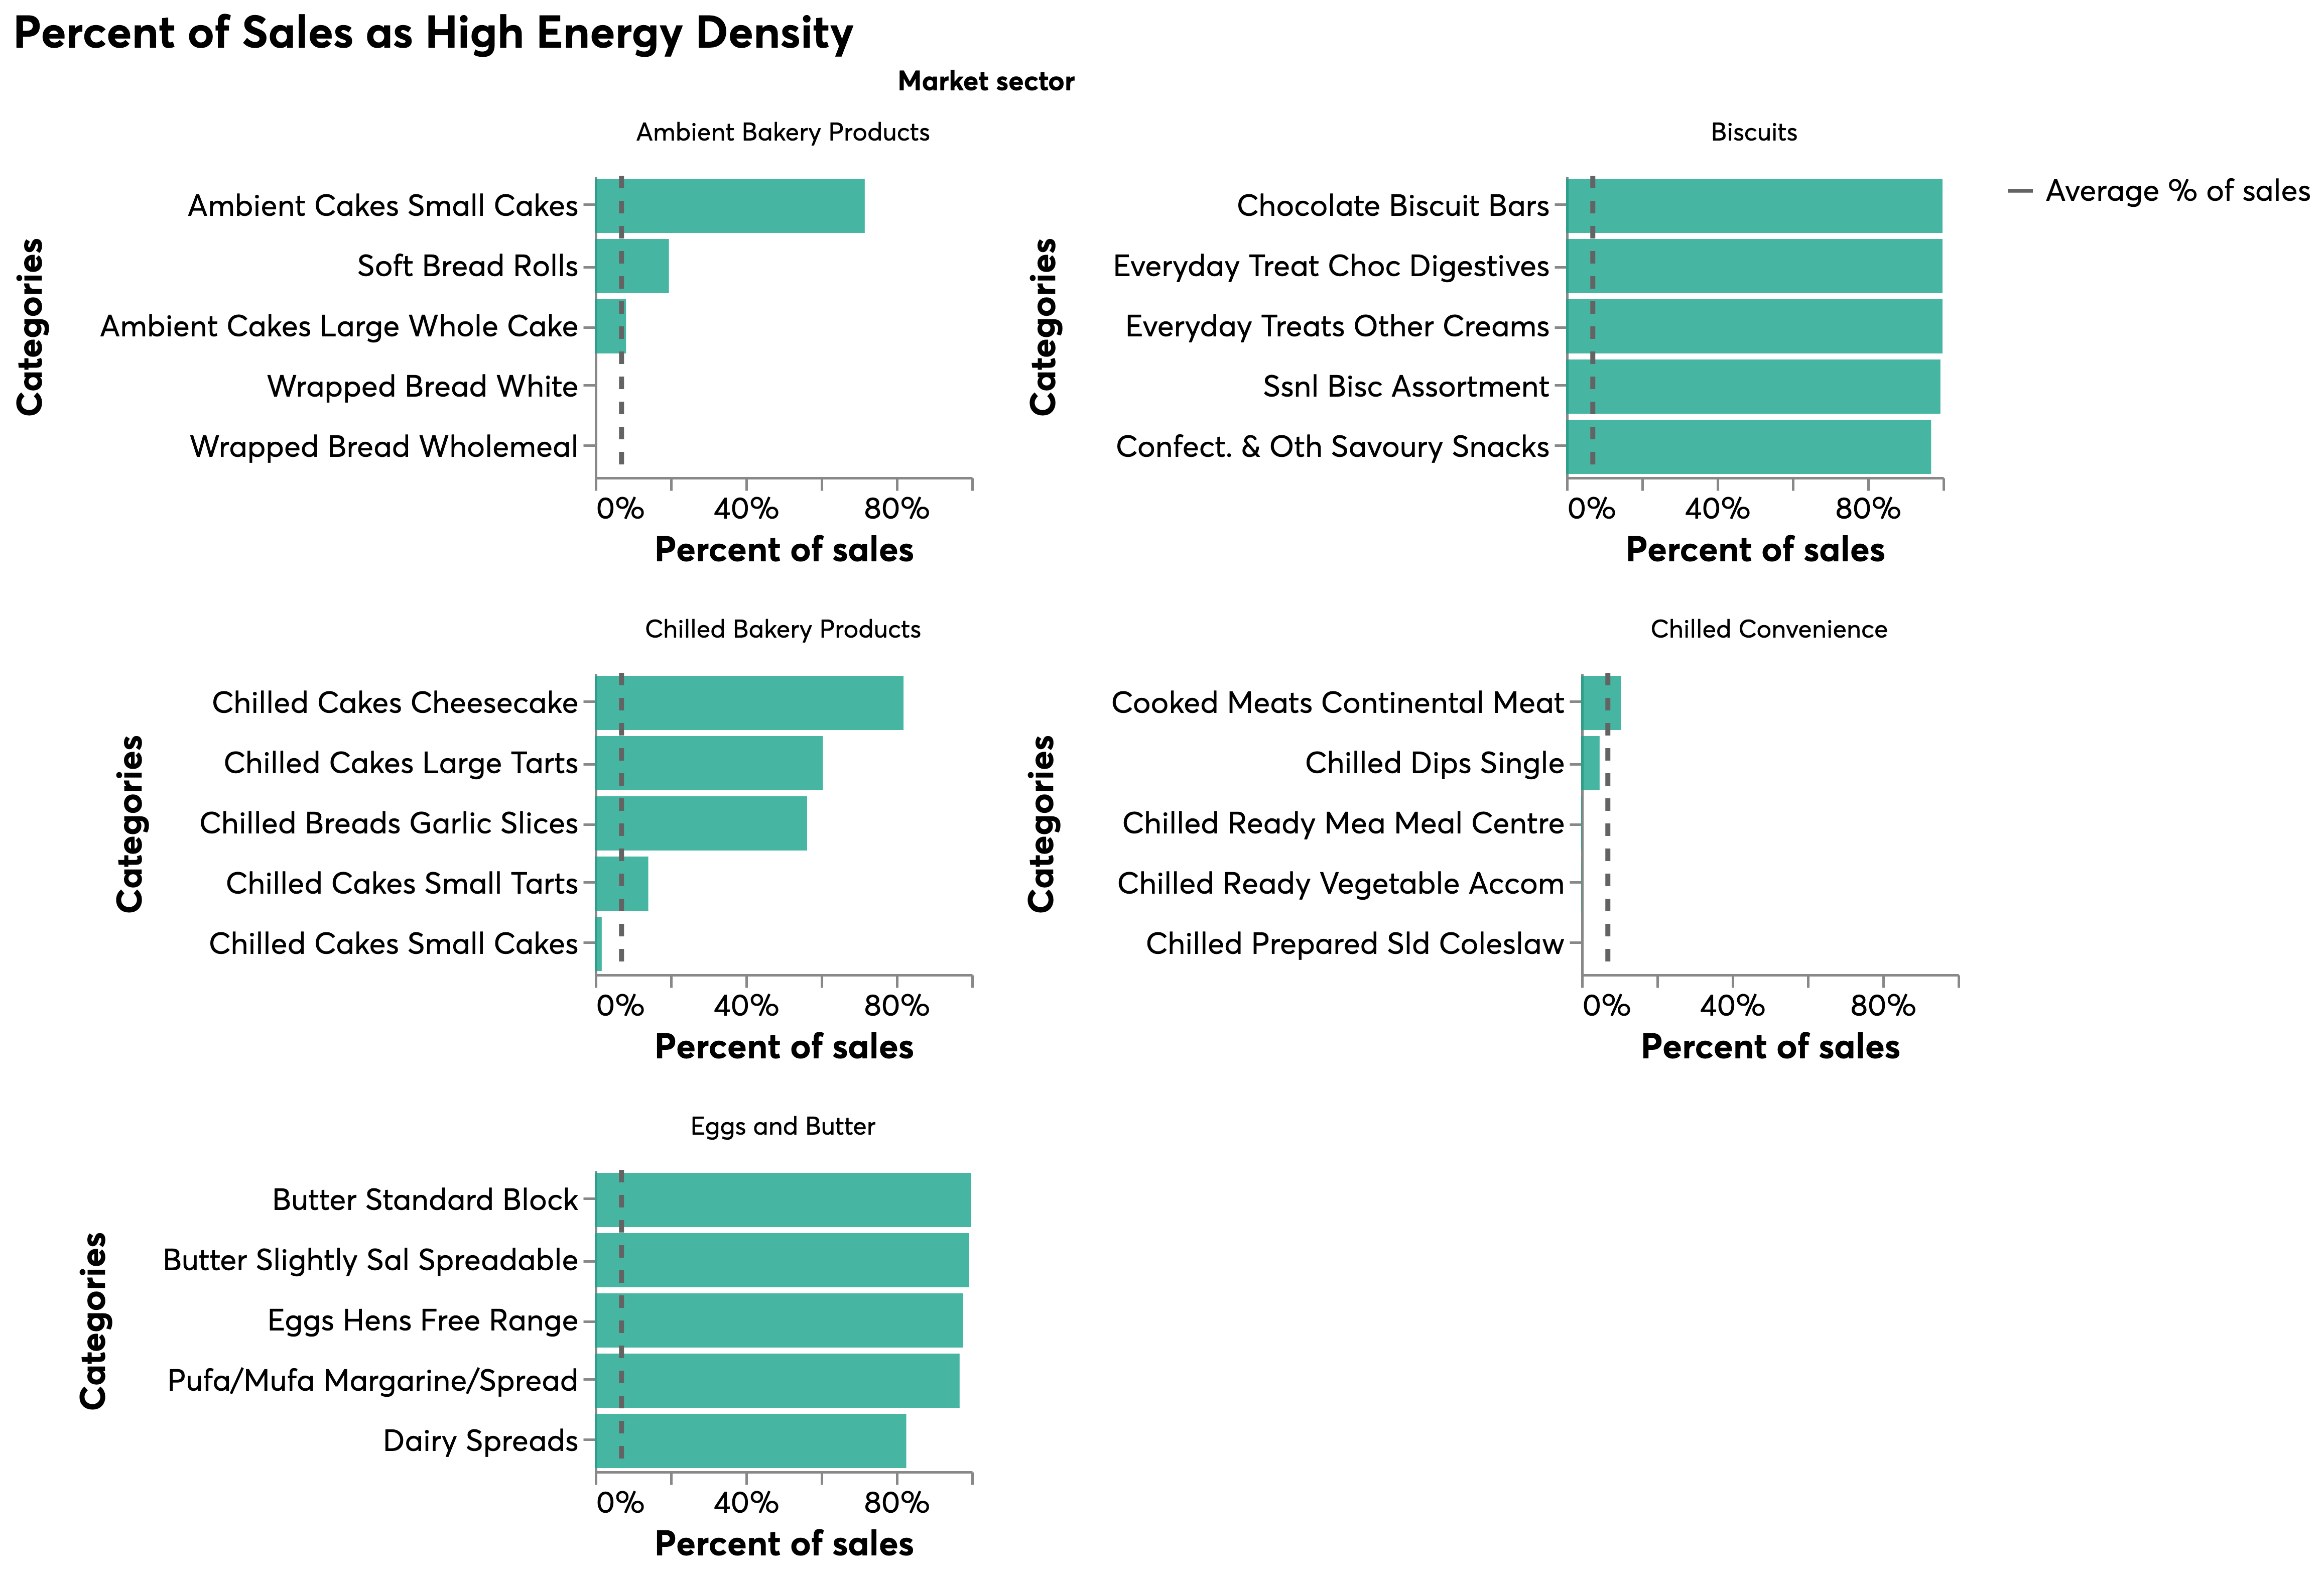 Percent of Sales as High Energy Density
Market sector
Ambient Bakery Products
Categories
Ambient Cakes Small Cakes
Soft Bread Rolls
Ambient Cakes Large Whole Cake
Wrapped Bread White
Wrapped Bread Wholemeal
0% 40% 80%
Percent of sales
Biscuits
Categories
Chocolate Biscuit Bars
Everyday Treat Choc Digestives
Everyday Treats Other Creams
Ssnl Bisc Assortment
Confect. & Oth Savoury Snacks
0% 40% 80%
Percent of sales
Average % of sales
Chilled Bakery Products
Categories
Chilled Cakes Cheesecake
Chilled Cakes Large Tarts
Chilled Breads Garlic Slices
Chilled Cakes Small Tarts
Chilled Cakes Small Cakes
0% 40% 80%
Percent of sales
Chilled Convenience
Categories
Cooked Meats Continental Meat
Chilled Dips Single
Chilled Ready Mea Meal Centre
Chilled Ready Vegetable Accom
Chilled Prepared Sld Coleslaw
0% 40% 80%
Percent of sales
Eggs and Butter
Categories
Butter Standard Block
Butter Slightly Sal Spreadable
Eggs Hens Free Range
Pufa/Mufa Margarine/Spread
Dairy Spreads
0% 40% 80%
Percent of sales